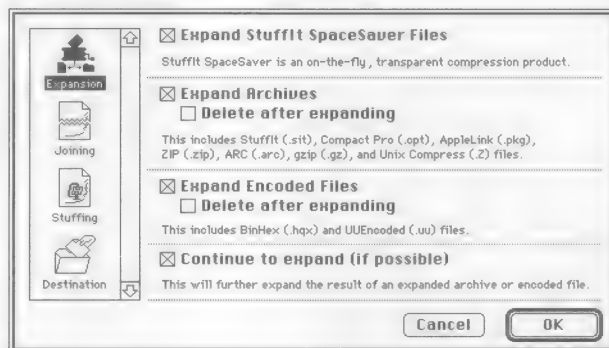 Expansion
Joining
Stuffing
Destination
Expand StuffIt SpaceSaver Files
StuffIt SpaceSaver is an on-the-fly, transparent compression product.
Expand Archives
Delete after expanding
This includes StuffIt (.sit), Compact Pro (.cpt), AppleLink (.pkg),
ZIP (.zip), ARC (.arc), gzip (.gz), and Unix Compress (.Z) files.
Expand Encoded Files
Delete after expanding
This includes BinHex (.hqx) and UUEncoded (.uu) files.
Continue to expand (if possible)
This will further expand the result of an expanded archive or encoded file.
Cancel
OK